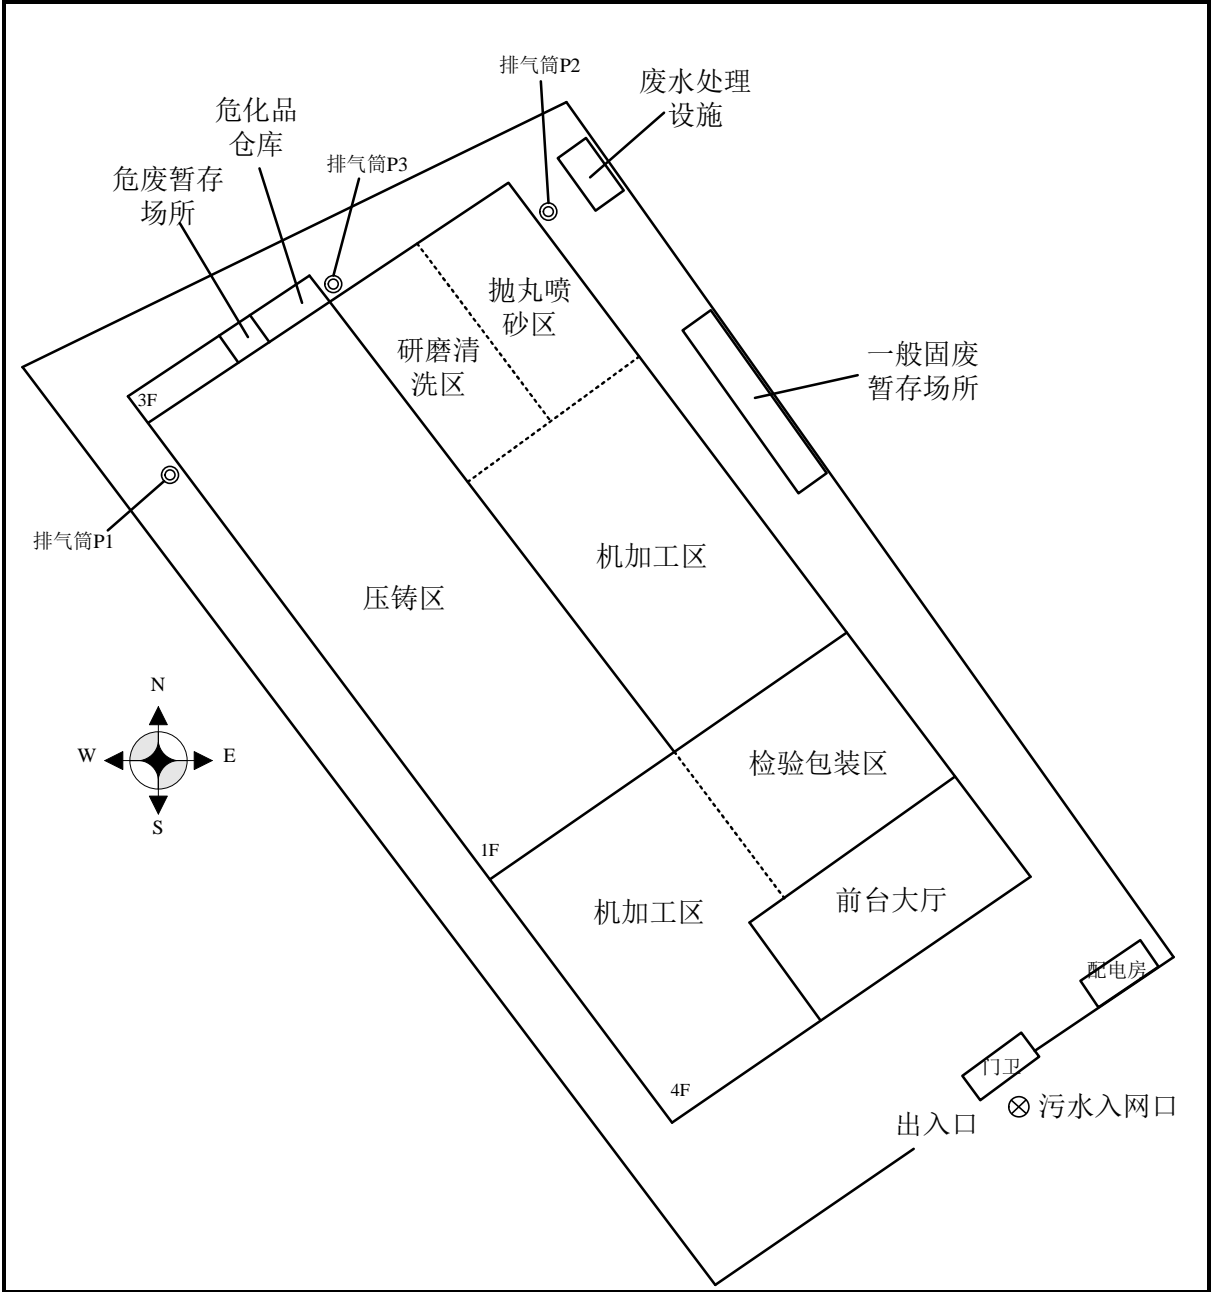 排气筒P2
废水处理
设施
危化品
仓库
排气筒P3
危废暂存
场所
抛丸喷
砂区
研磨清
洗区
一般固废
暂存场所
3F
排气筒P1
机加工区
压铸区
N
W
E
S
检验包装区
1F
前台大厅
机加工区
配电房
门卫
4F
污水入网口
出入口